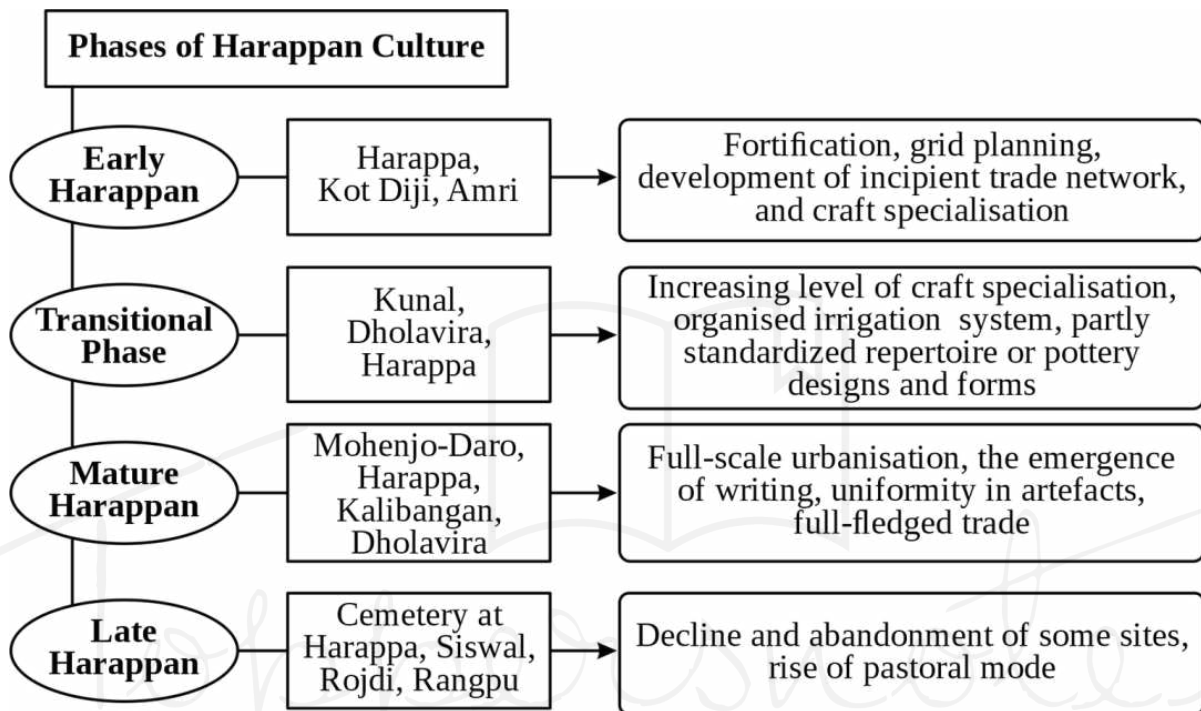 Phases of Harappan Culture
Early
Harappan
Harappa,
Kot Diji, Amri
Fortification, grid planning,
development of incipient trade network,
and craft specialisation
Transitional
Phase
Kunal,
Dholavira,
Harappa
Increasing level of craft specialisation,
organised irrigation system, partly
standardized repertoire or pottery
designs and forms
Mature
Harappan
Mohenjo-Daro,
Harappa,
Kalibangan,
Dholavira
Full-scale urbanisation, the emergence
of writing, uniformity in artefacts,
full-fledged trade
Late
Harappan
Cemetery at
Harappa, Siswal,
Rojdi, Rangpu
Decline and abandonment of some sites,
rise of pastoral mode
Toppersnotes